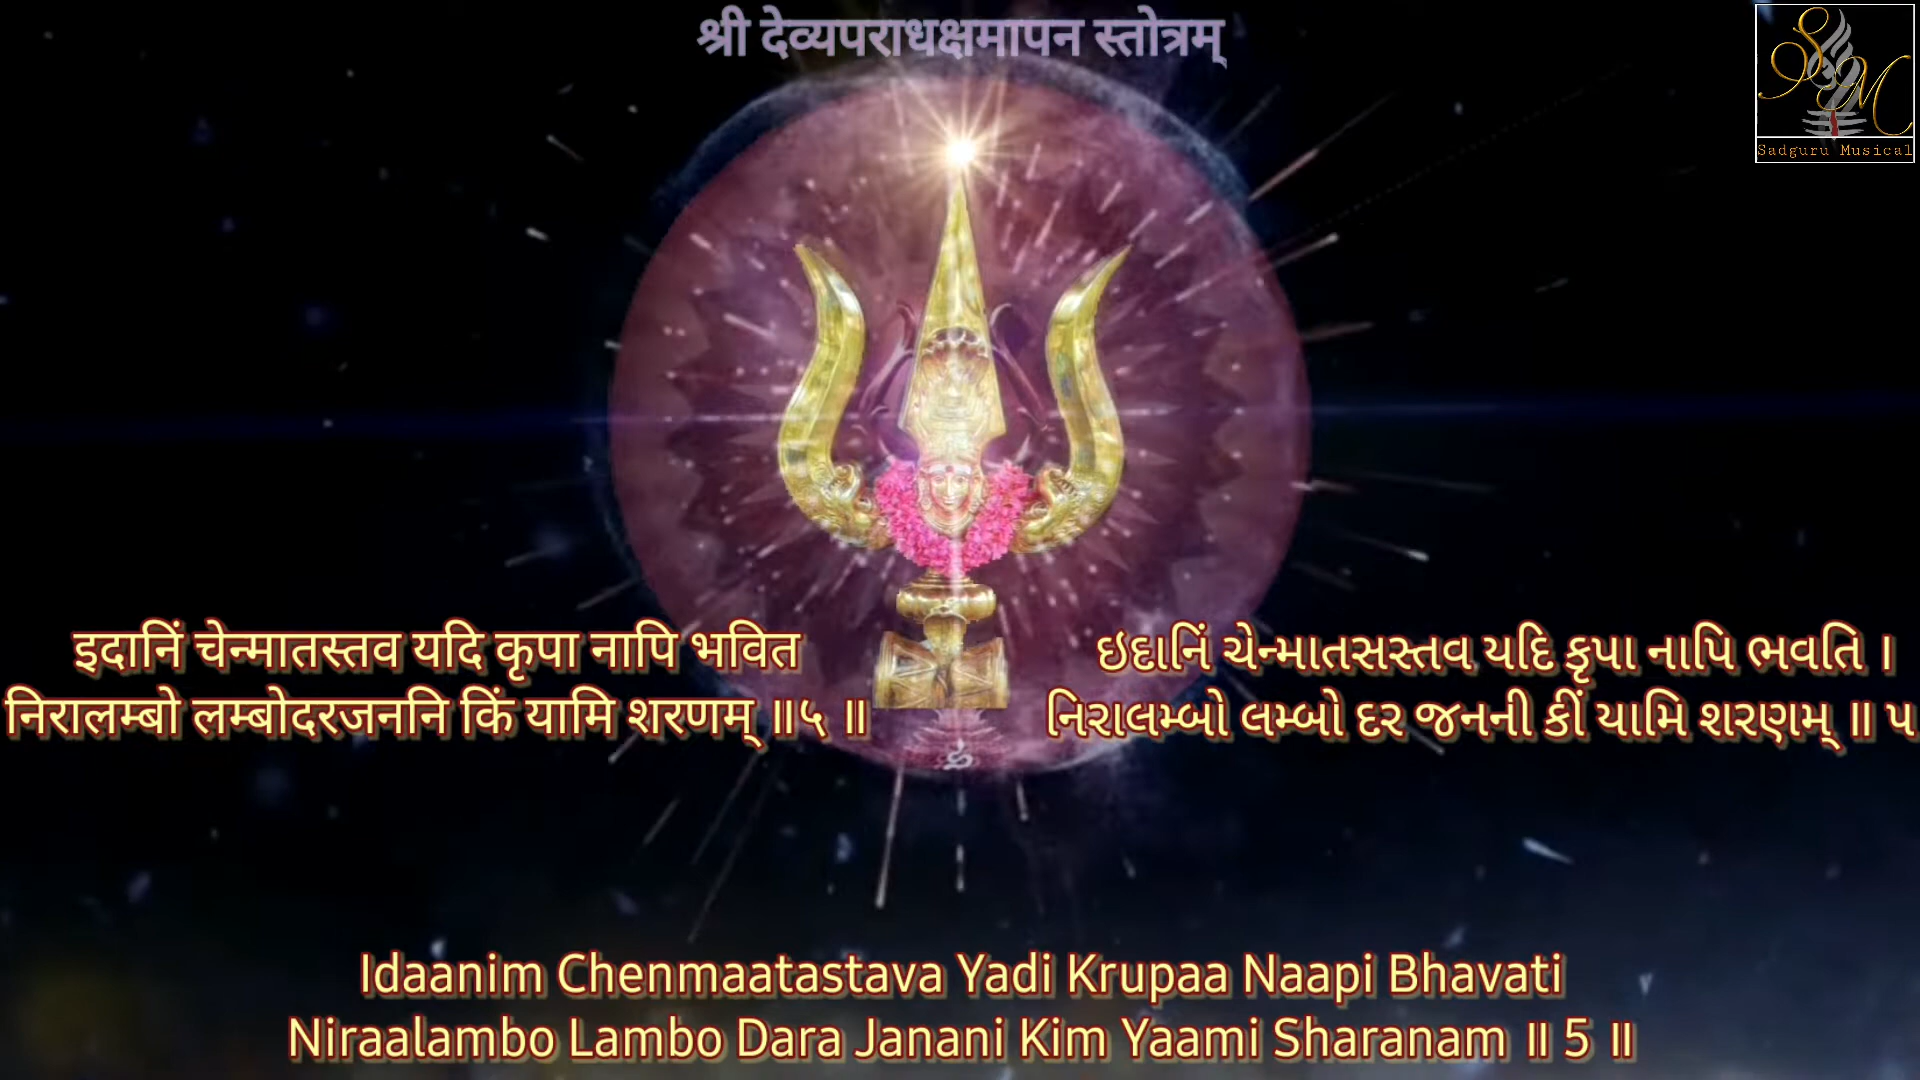 श्री देव्यपराधक्षमापन स्तोत्रम्
Sadguru Musical
इदानिं चेन्मातस्तव यदि कृपा नापि भवित
निरालम्बो लम्बोदरजननि किं यामि शरणम् ॥५ ॥
ઇદાનિં ચેન્માતસસ્તવ યદિ કૃપા નાપિ ભવતિ ।
નિરાલમ્બો લમ્બો દર જનની કીં યામિ શરણમ્ ॥ ૫
Idaanim Chenmaatastava Yadi Krupaa Naapi Bhavati
Niraalambo Lambo Dara Janani Kim Yaami Sharanam ॥ 5 ॥